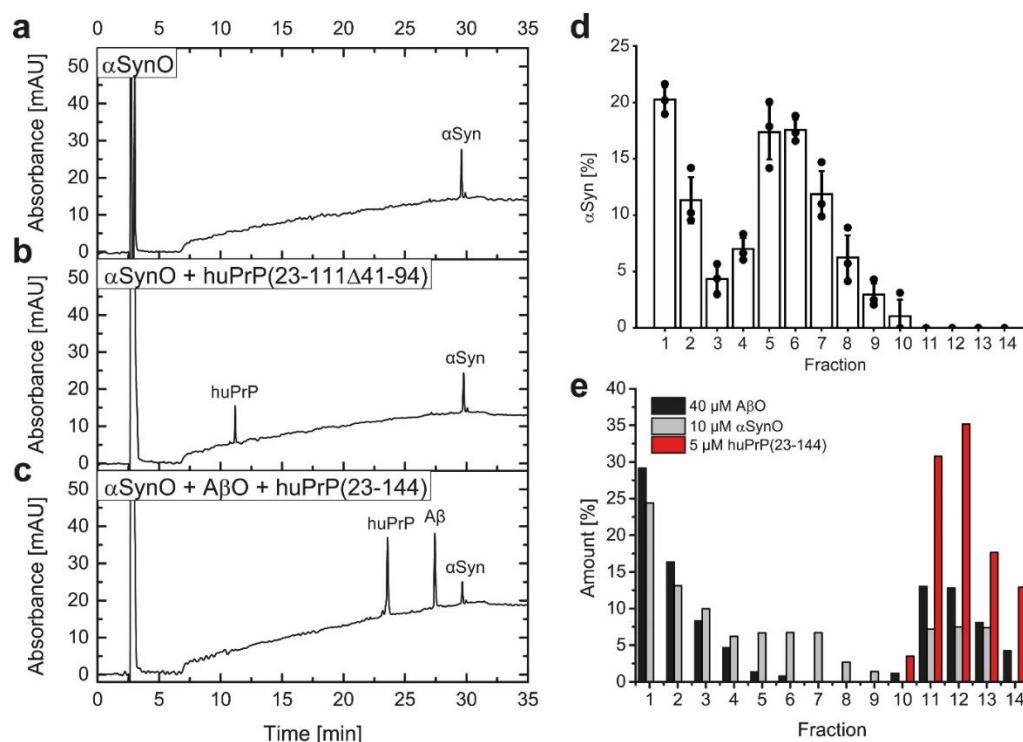 a
0 5 10 15 20 25 30 35
50
40
30
20
10
0
Absorbance [mAU]
αSynO
αSyn
b
50
40
30
20
10
0
Absorbance [mAU]
αSynO + huPrP(23-111Δ41-94)
huPrP
αSyn
c
50
40
30
20
10
0
Absorbance [mAU]
αSynO + AβO + huPrP(23-144)
huPrP
Aβ
αSyn
0 5 10 15 20 25 30 35
Time [min]
d
25
20
15
10
5
0
αSyn [%]
1 2 3 4 5 6 7 8 9 10 11 12 13 14
Fraction
e
40
35
30
25
20
15
10
5
0
Amount [%]
40 µM AβO
10 µM αSynO
5 µM huPrP(23-144)
1 2 3 4 5 6 7 8 9 10 11 12 13 14
Fraction